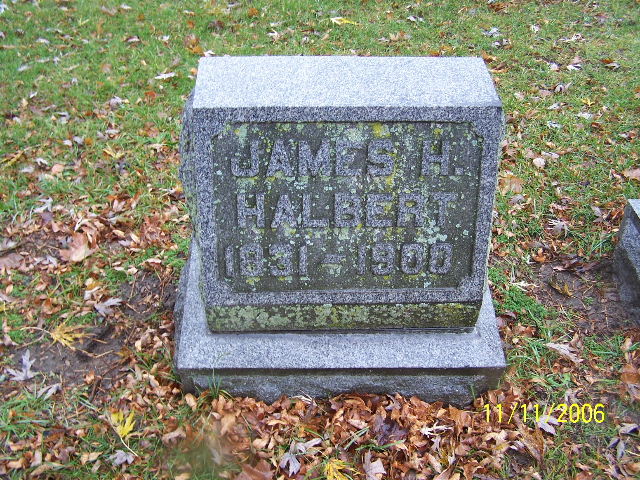 JAMES H.
HALBERT
1831 - 1900
11/11/2006